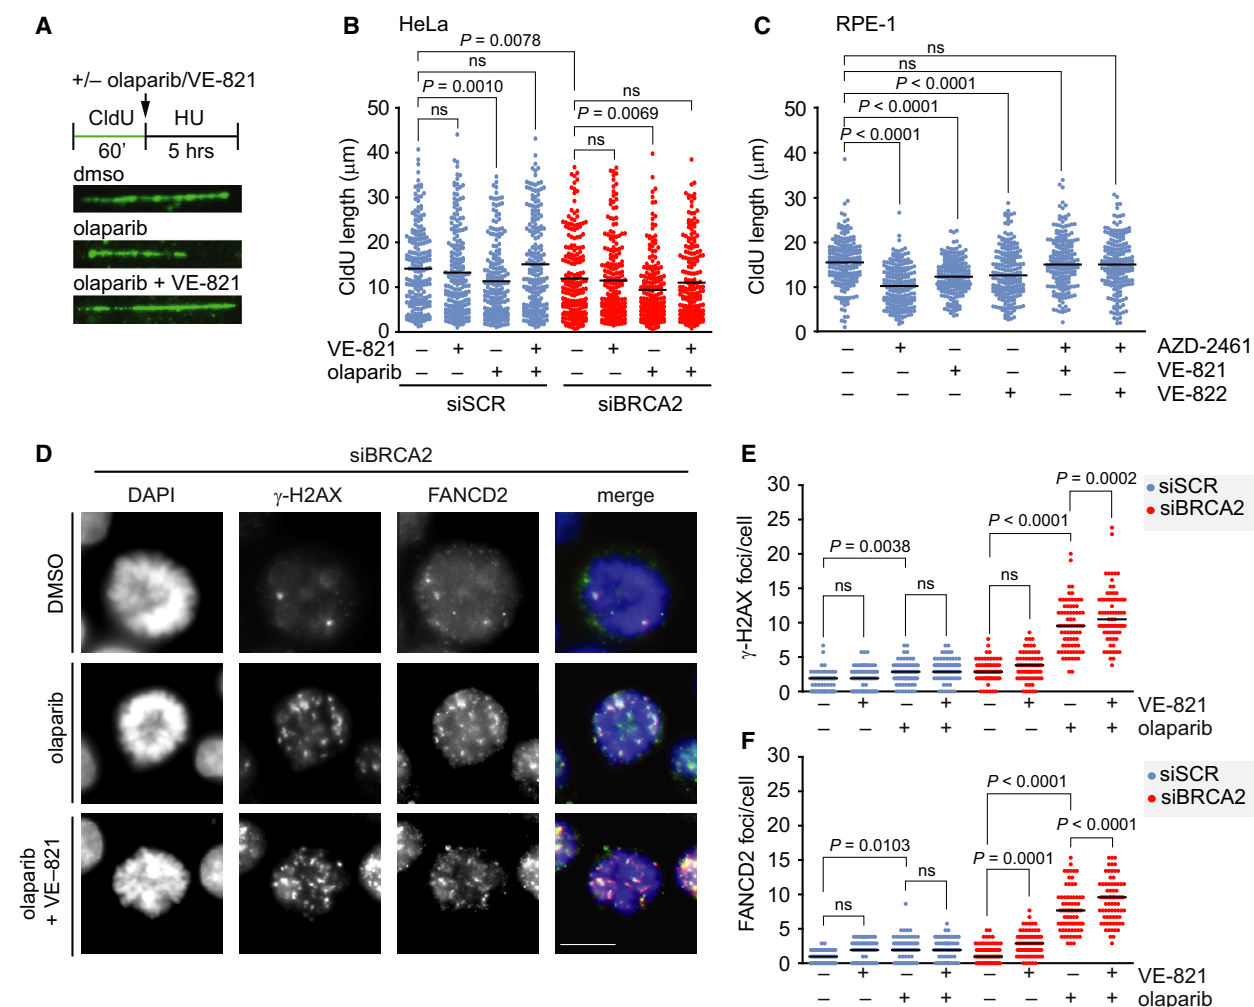 A
+/– olaparib/VE-821
CldU HU
60' 5 hrs
dmso
olaparib
olaparib + VE-821
B HeLa
P = 0.0078
ns
P = 0.0010
ns
ns
P = 0.0069
ns
CldU length (µm)
50
40
30
20
10
0
VE-821 – + – + – + – +
olaparib – – + + – – + +
siSCR siBRCA2
C RPE-1
ns
ns
P < 0.0001
P < 0.0001
P < 0.0001
CldU length (µm)
50
40
30
20
10
0
– + – – + + AZD-2461
– – + – + – VE-821
– – – + – + VE-822
D
siBRCA2
DAPI γ-H2AX FANCD2 merge
DMSO
olaparib
olaparib
+ VE–821
E
P = 0.0002
P < 0.0001
P = 0.0038
ns
ns
ns
siSCR
siBRCA2
γ-H2AX foci/cell
30
25
20
15
10
5
0
– + – + – + – + VE-821
– – + + – – + + olaparib
F
P < 0.0001
P < 0.0001
P = 0.0103
P = 0.0001
ns
ns
siSCR
siBRCA2
FANCD2 foci/cell
30
25
20
15
10
5
0
– + – + – + – + VE-821
– – + + – – + + olaparib